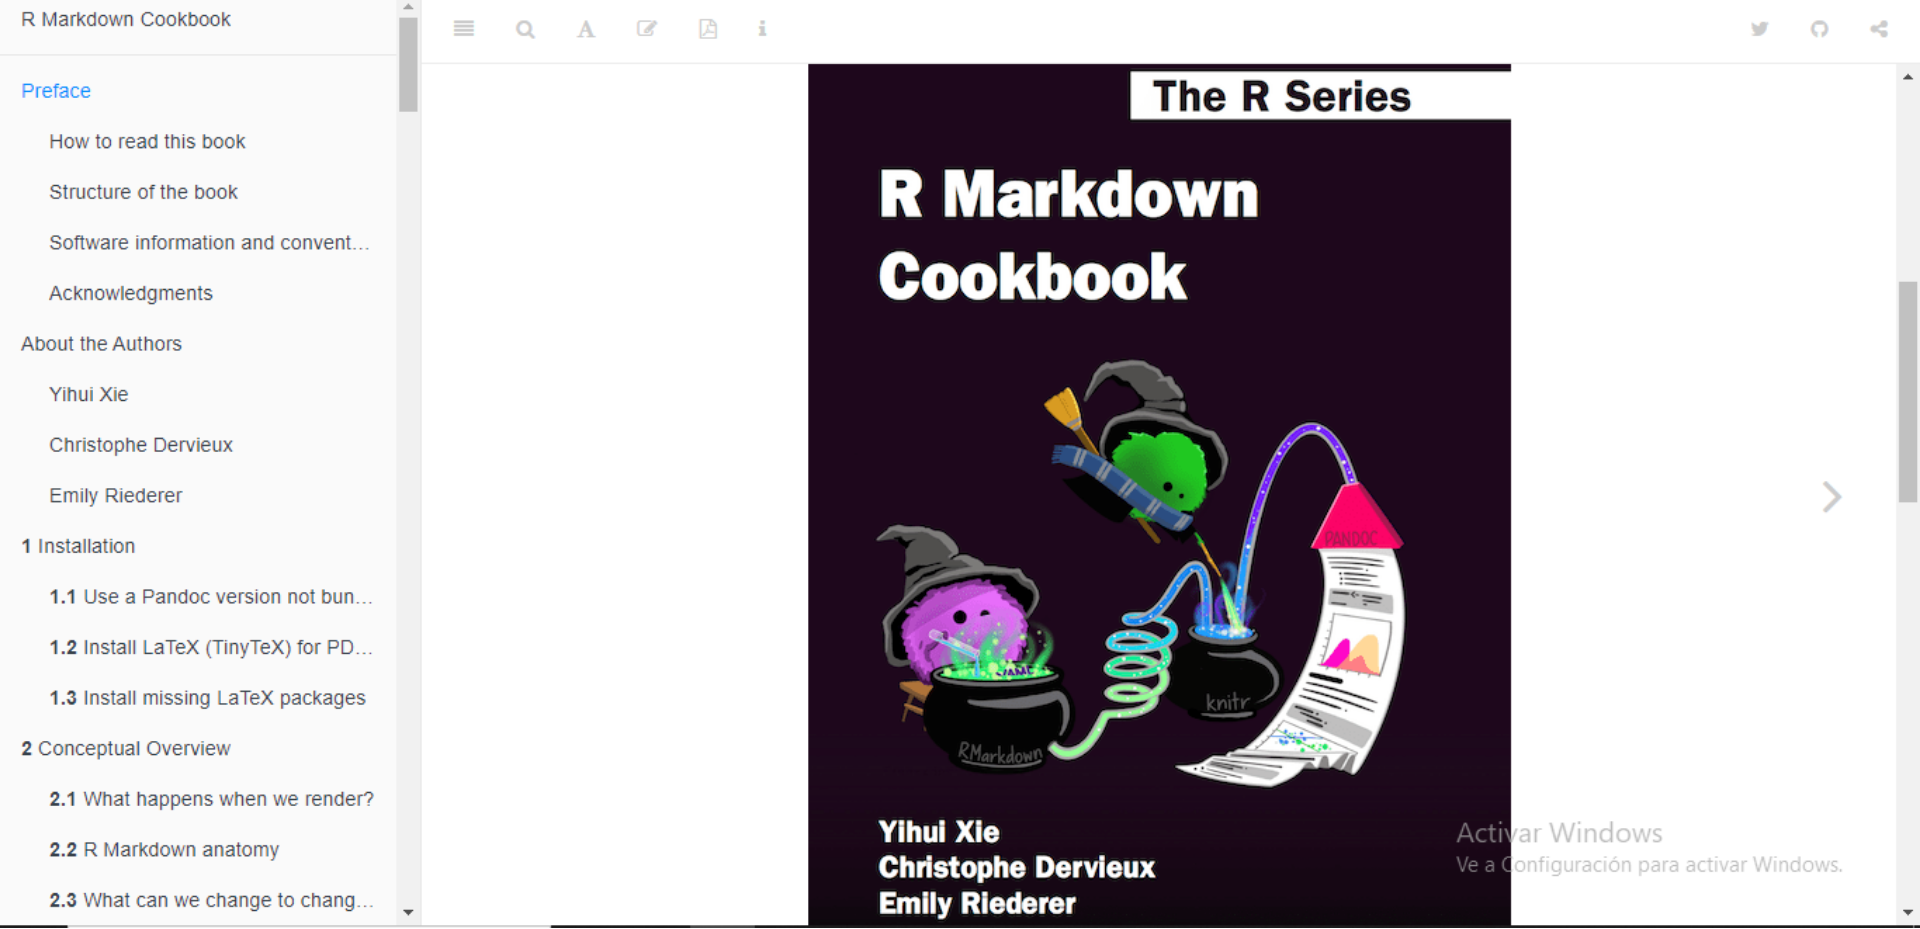 R Markdown Cookbook
Preface
How to read this book
Structure of the book
Software information and convent...
Acknowledgments
About the Authors
Yihui Xie
Christophe Dervieux
Emily Riederer
1 Installation
1.1 Use a Pandoc version not bun...
1.2 Install LaTeX (TinyTeX) for PD...
1.3 Install missing LaTeX packages
2 Conceptual Overview
2.1 What happens when we render?
2.2 R Markdown anatomy
2.3 What can we change to chang...
The R Series
R Markdown
Cookbook
PANDOC
YAML
knitr
RMarkdown
Yihui Xie
Christophe Dervieux
Emily Riederer
Activar Windows
Ve a Configuración para activar Windows.